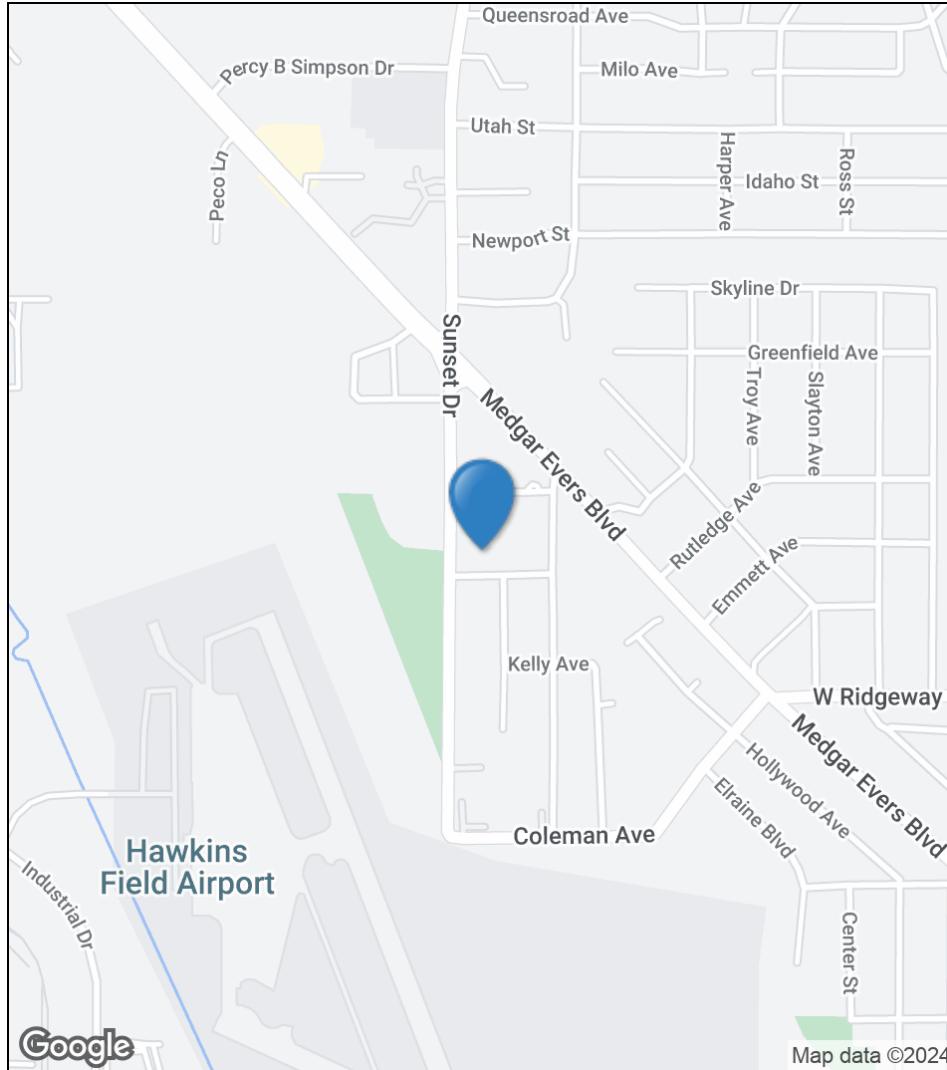 Queensroad Ave
Percy B Simpson Dr
Milo Ave
Utah St
Harper Ave
Ross St
Peco Ln
Idaho St
Newport St
Skyline Dr
Sunset Dr
Greenfield Ave
Troy Ave
Slayton Ave
Medgar Evers Blvd
Rutledge Ave
Emmett Ave
Kelly Ave
W Ridgeway
Medgar Evers Blvd
Hollywood Ave
Elraine Blvd
Coleman Ave
Hawkins
Field Airport
Industrial Dr
Center St
Google
Map data ©2024